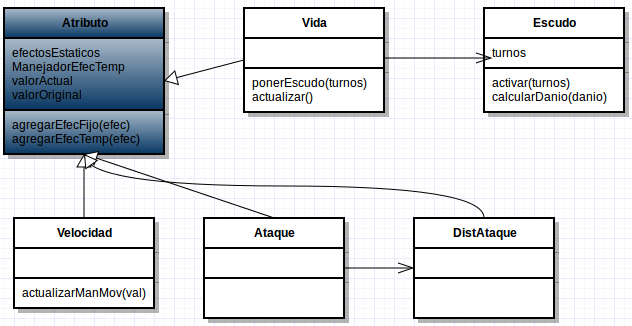 Atributo
efectosEstaticos
ManejadorEfecTemp
valorActual
valorOriginal
agregarEfecFijo(efec)
agregarEfecTemp(efec)
Vida
ponerEscudo(turnos)
actualizar()
Escudo
turnos
activar(turnos)
calcularDanio(danio)
Velocidad
actualizarManMov(val)
Ataque
DistAtaque